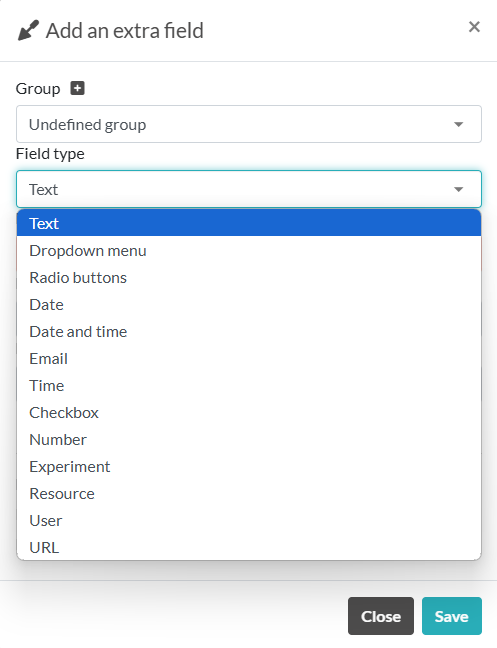 Add an extra field
×
Group
Undefined group
Field type
Text
Text
Dropdown menu
Radio buttons
Date
Date and time
Email
Time
Checkbox
Number
Experiment
Resource
User
URL
Close Save